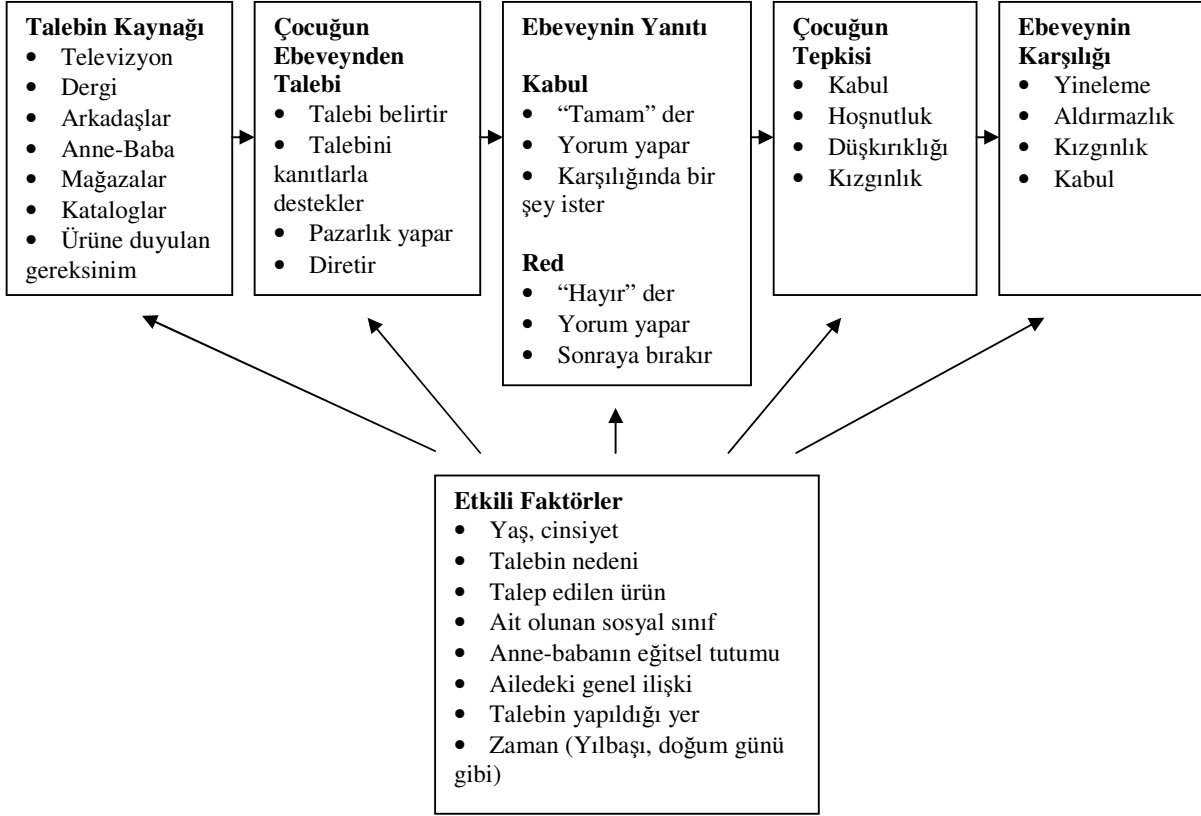 Talebin Kaynağı
• Televizyon
• Dergi
• Arkadaşlar
• Anne-Baba
• Mağazalar
• Kataloglar
• Ürüne duyulan
gereksinim
Çocuğun
Ebeveynden
Talebi
• Talebi belirtir
• Talebini
kanıtlarla
destekler
• Pazarlık yapar
• Diretir
Ebeveynin Yanıtı
Kabul
• “Tamam” der
• Yorum yapar
• Karşılığında bir
şey ister
Red
• “Hayır” der
• Yorum yapar
• Sonraya bırakır
Çocuğun
Tepkisi
• Kabul
• Hoşnutluk
• Düşkırıklığı
• Kızgınlık
Ebeveynin
Karşılığı
• Yineleme
• Aldırmazlık
• Kızgınlık
• Kabul
Etkili Faktörler
• Yaş, cinsiyet
• Talebin nedeni
• Talep edilen ürün
• Ait olunan sosyal sınıf
• Anne-babanın eğitsel tutumu
• Ailedeki genel ilişki
• Talebin yapıldığı yer
• Zaman (Yılbaşı, doğum günü
gibi)